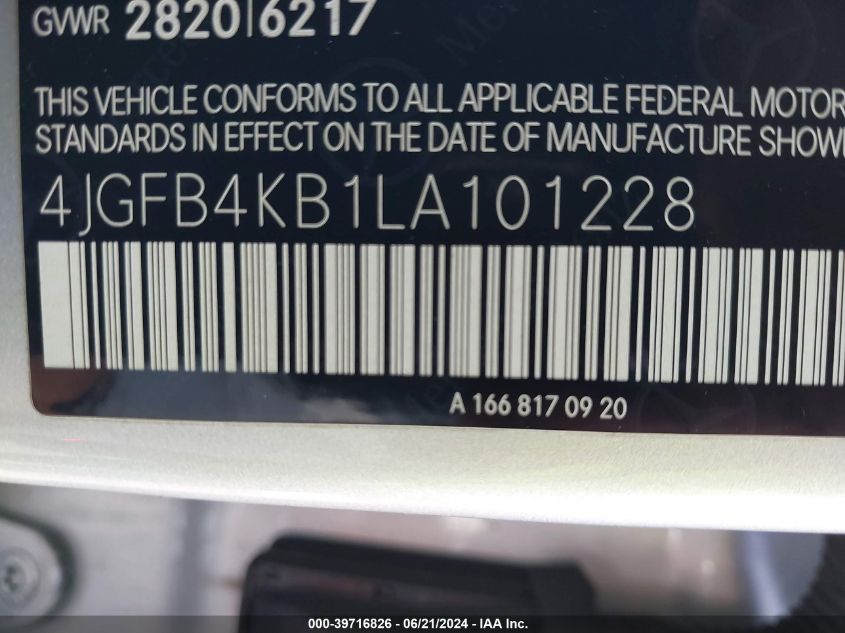 GVWR 2820|6217
THIS VEHICLE CONFORMS TO ALL APPLICABLE FEDERAL MOTOR
STANDARDS IN EFFECT ON THE DATE OF MANUFACTURE SHOW
4JGFB4KB1LA101228
A 166 817 09 20
000-39716826 - 06/21/2024 - IAA Inc.